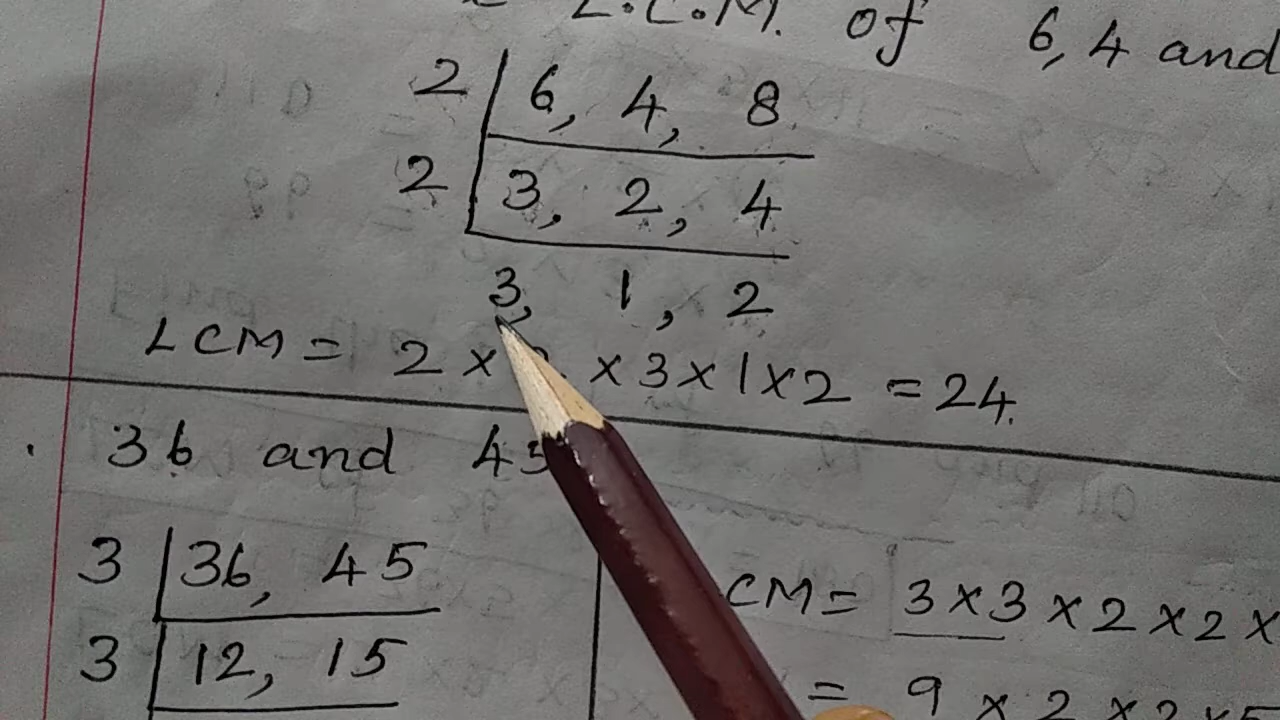 L.C.M. of 6, 4 and
2 | 6, 4, 8
2 | 3, 2, 4
3, 1, 2
LCM = 2 × × 3 × 1 × 2 = 24.
. 36 and 45
3 | 36, 45
3 | 12, 15
CM = 3 × 3 × 2 × 2 ×
= 9 × 2 × 2 × 5